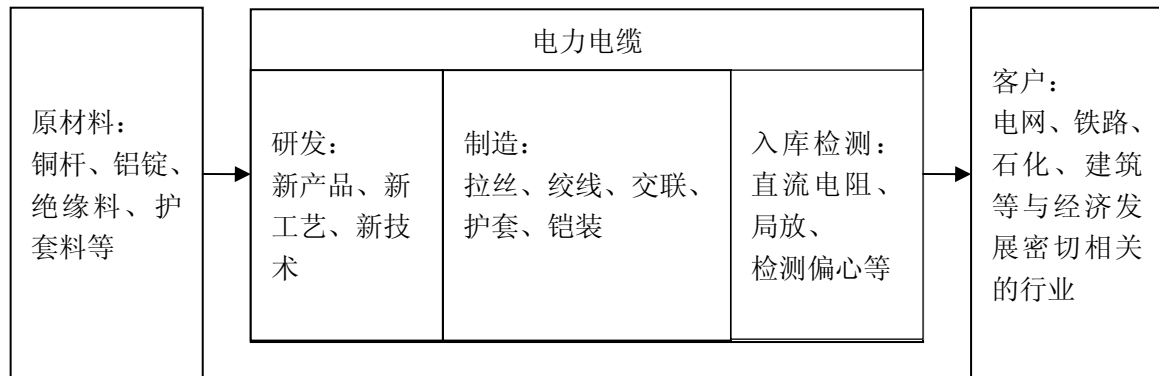 原材料：
铜杆、铝锭、
绝缘料、护
套料等
电力电缆
研发：
新产品、新
工艺、新技
术
制造：
拉丝、绞线、交联、
护套、铠装
入库检测：
直流电阻、
局放、
检测偏心等
客户：
电网、铁路、
石化、建筑
等与经济发
展密切相关
的行业